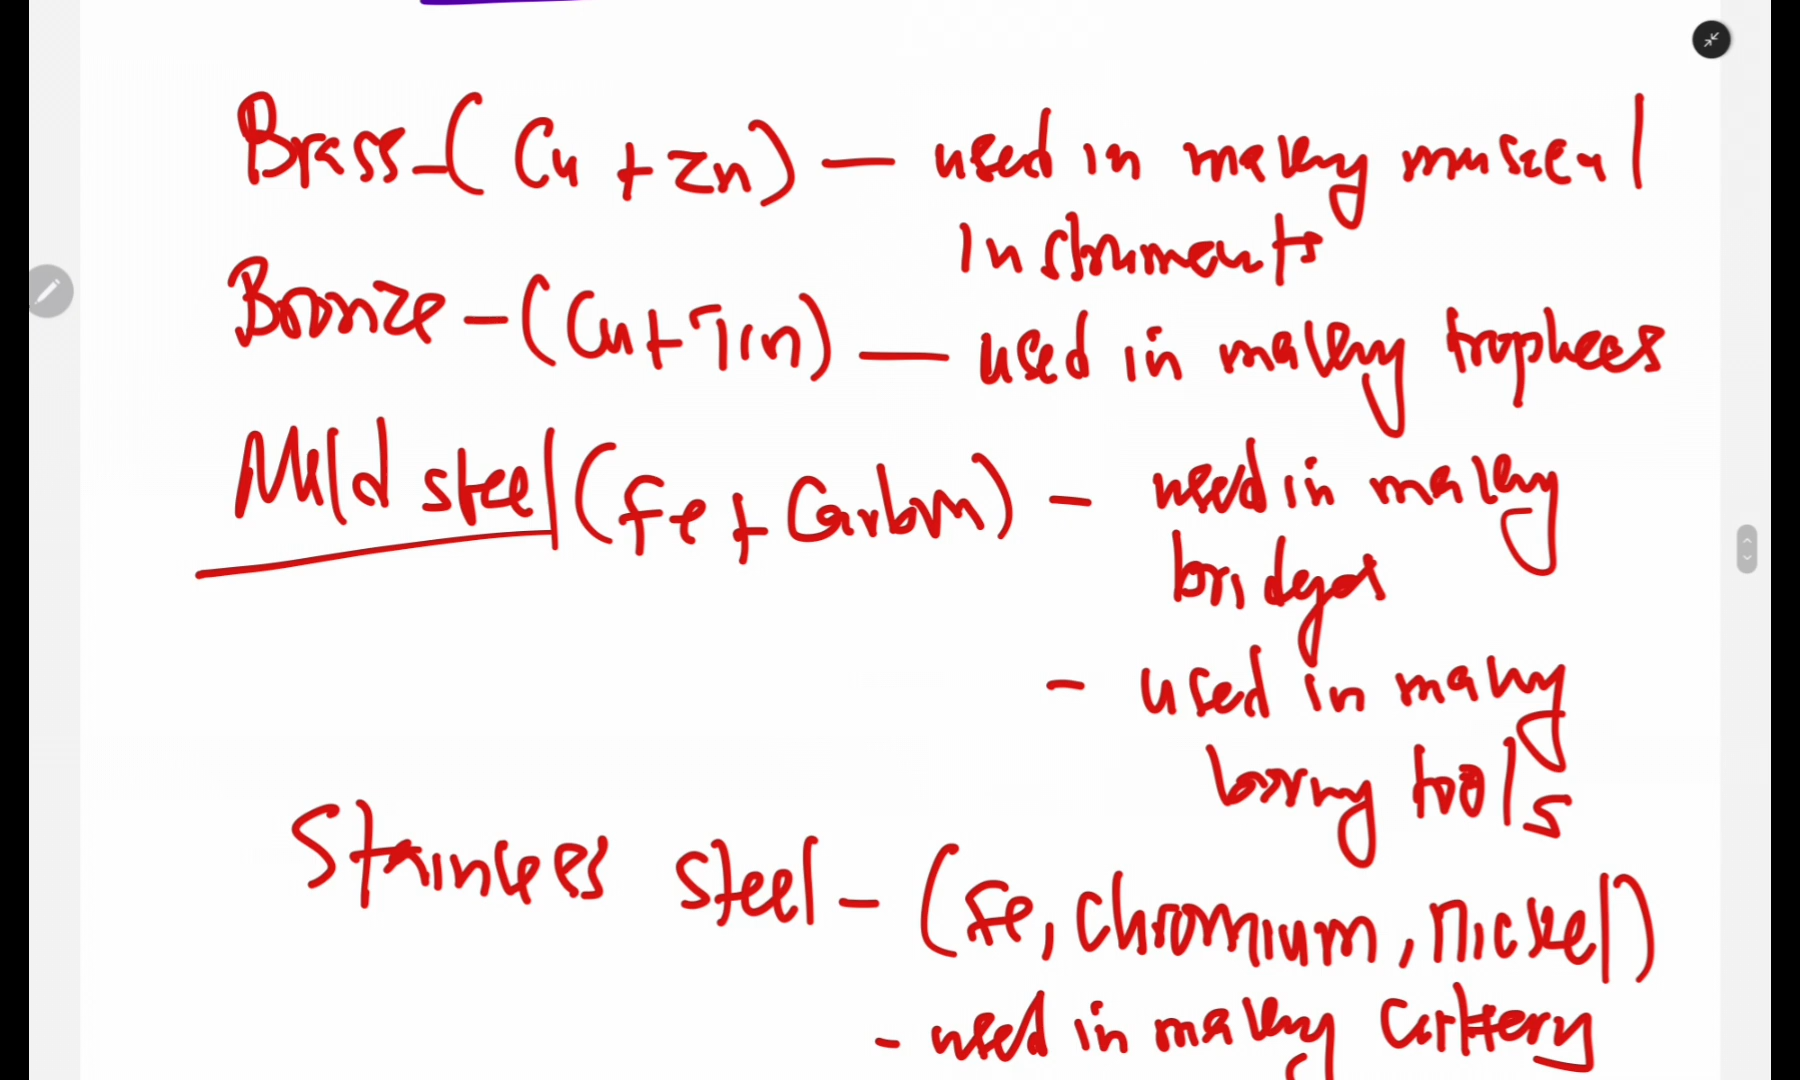 Brass - (Cu + Zn) — used in making musical
instruments
Bronze - (Cu + Tin) — used in making trophees
Mild steel (Fe + Carbon) - used in making
bridges
- used in making
boring tools
Stainless steel - (Fe, chromium, nickel)
- used in making cuttery